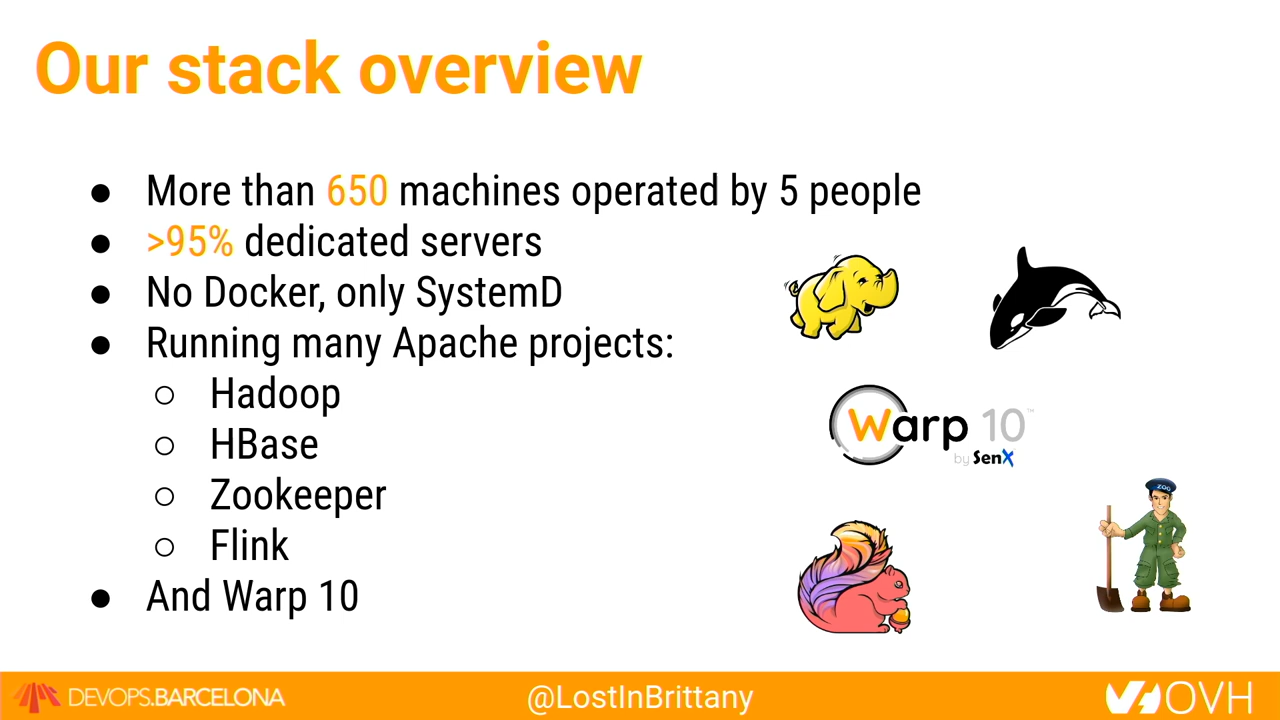 Our stack overview
● More than 650 machines operated by 5 people
● >95% dedicated servers
● No Docker, only SystemD
● Running many Apache projects:
○ Hadoop
○ HBase
○ Zookeeper
○ Flink
● And Warp 10
Warp 10™
by SenX
ZOO
DEVOPS.BARCELONA
@LostInBrittany
OVH